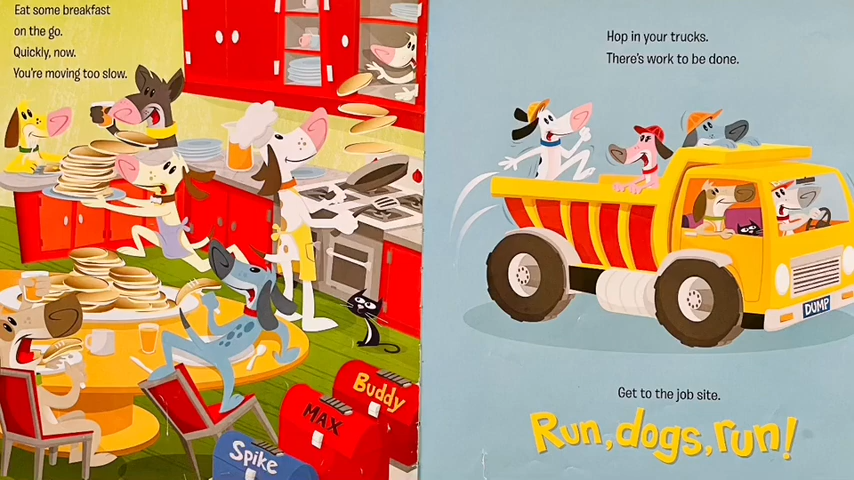 Eat some breakfast
on the go.
Quickly, now.
You're moving too slow.
Buddy
MAX
Spike
Hop in your trucks.
There's work to be done.
DUMP
Get to the job site.
Run, dogs, run!